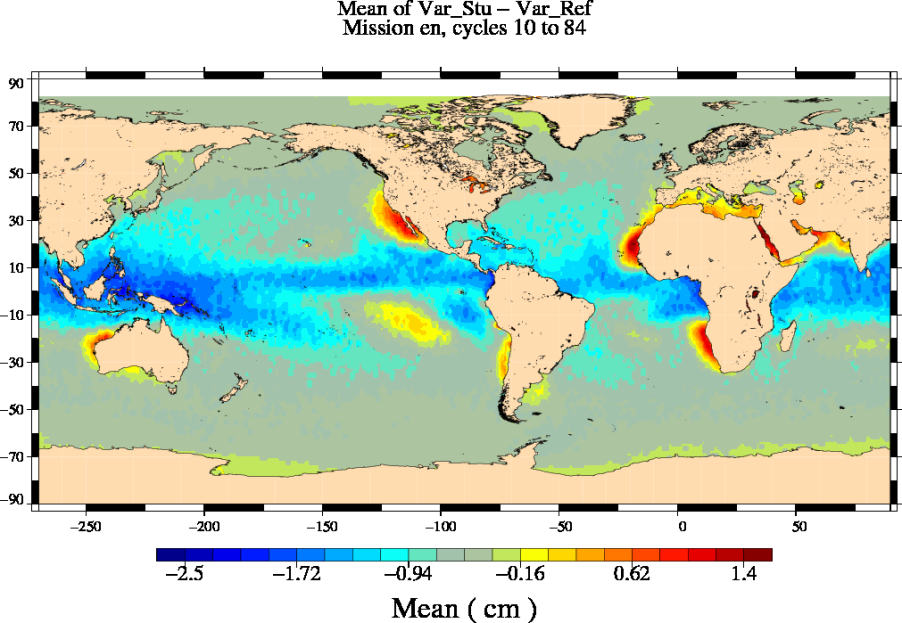 Mean of Var_Stu − Var_Ref
Mission en, cycles 10 to 84
90
70
50
30
10
−10
−30
−50
−70
−90
−250 −200 −150 −100 −50 0 50
−2.5 −1.72 −0.94 −0.16 0.62 1.4
Mean ( cm )